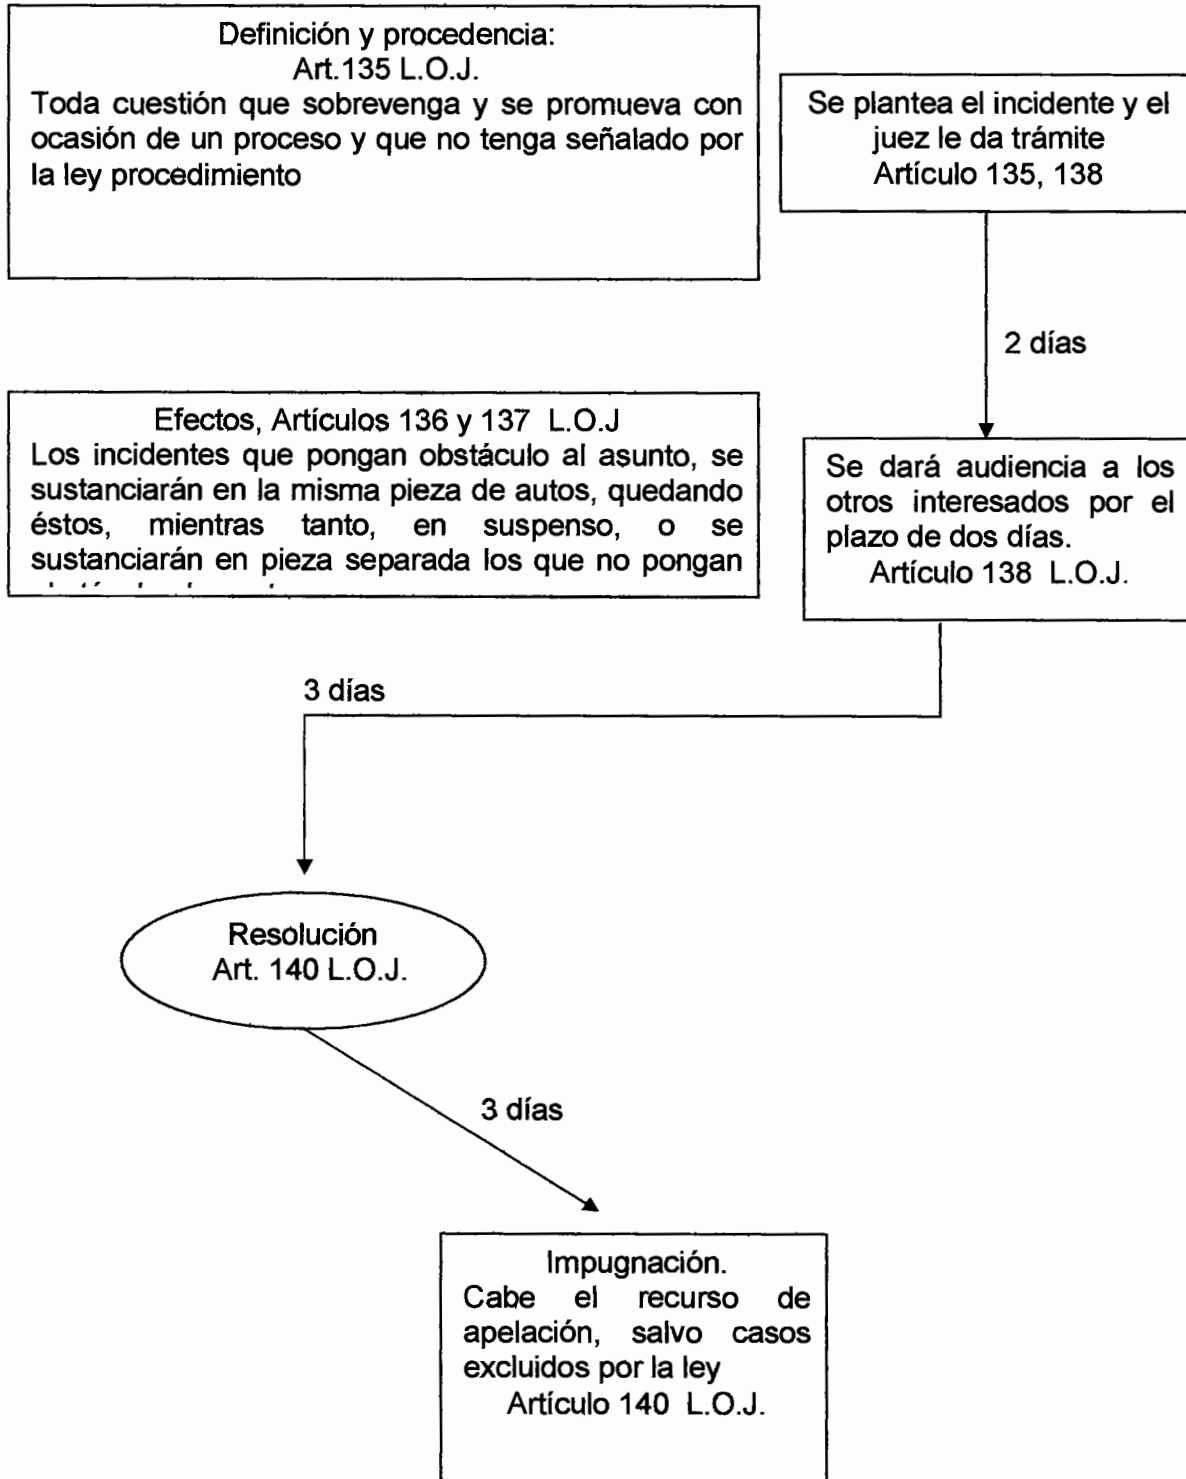 Definición y procedencia:
Art.135 L.O.J.
Toda cuestión que sobrevenga y se promueva con
ocasión de un proceso y que no tenga señalado por
la ley procedimiento
Se plantea el incidente y el
juez le da trámite
Artículo 135, 138
2 días
Efectos, Artículos 136 y 137 L.O.J
Los incidentes que pongan obstáculo al asunto, se
sustanciarán en la misma pieza de autos, quedando
éstos, mientras tanto, en suspenso, o se
sustanciarán en pieza separada los que no pongan
Se dará audiencia a los
otros interesados por el
plazo de dos días.
Artículo 138 L.O.J.
3 días
Resolución
Art. 140 L.O.J.
3 días
Impugnación.
Cabe el recurso de
apelación, salvo casos
excluidos por la ley
Artículo 140 L.O.J.